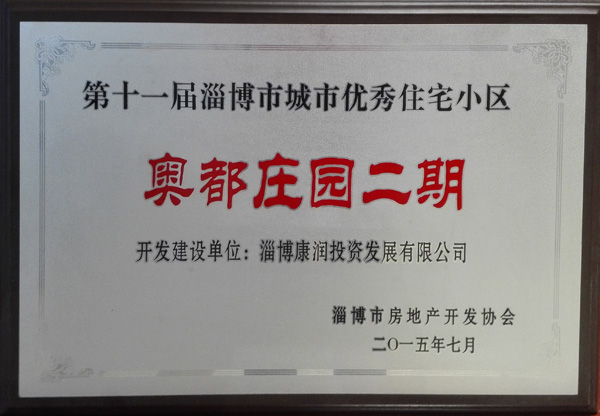 第十一届淄博市城市优秀住宅小区
奥都庄园二期
开发建设单位：淄博康润投资发展有限公司
淄博市房地产开发协会
二〇一五年七月